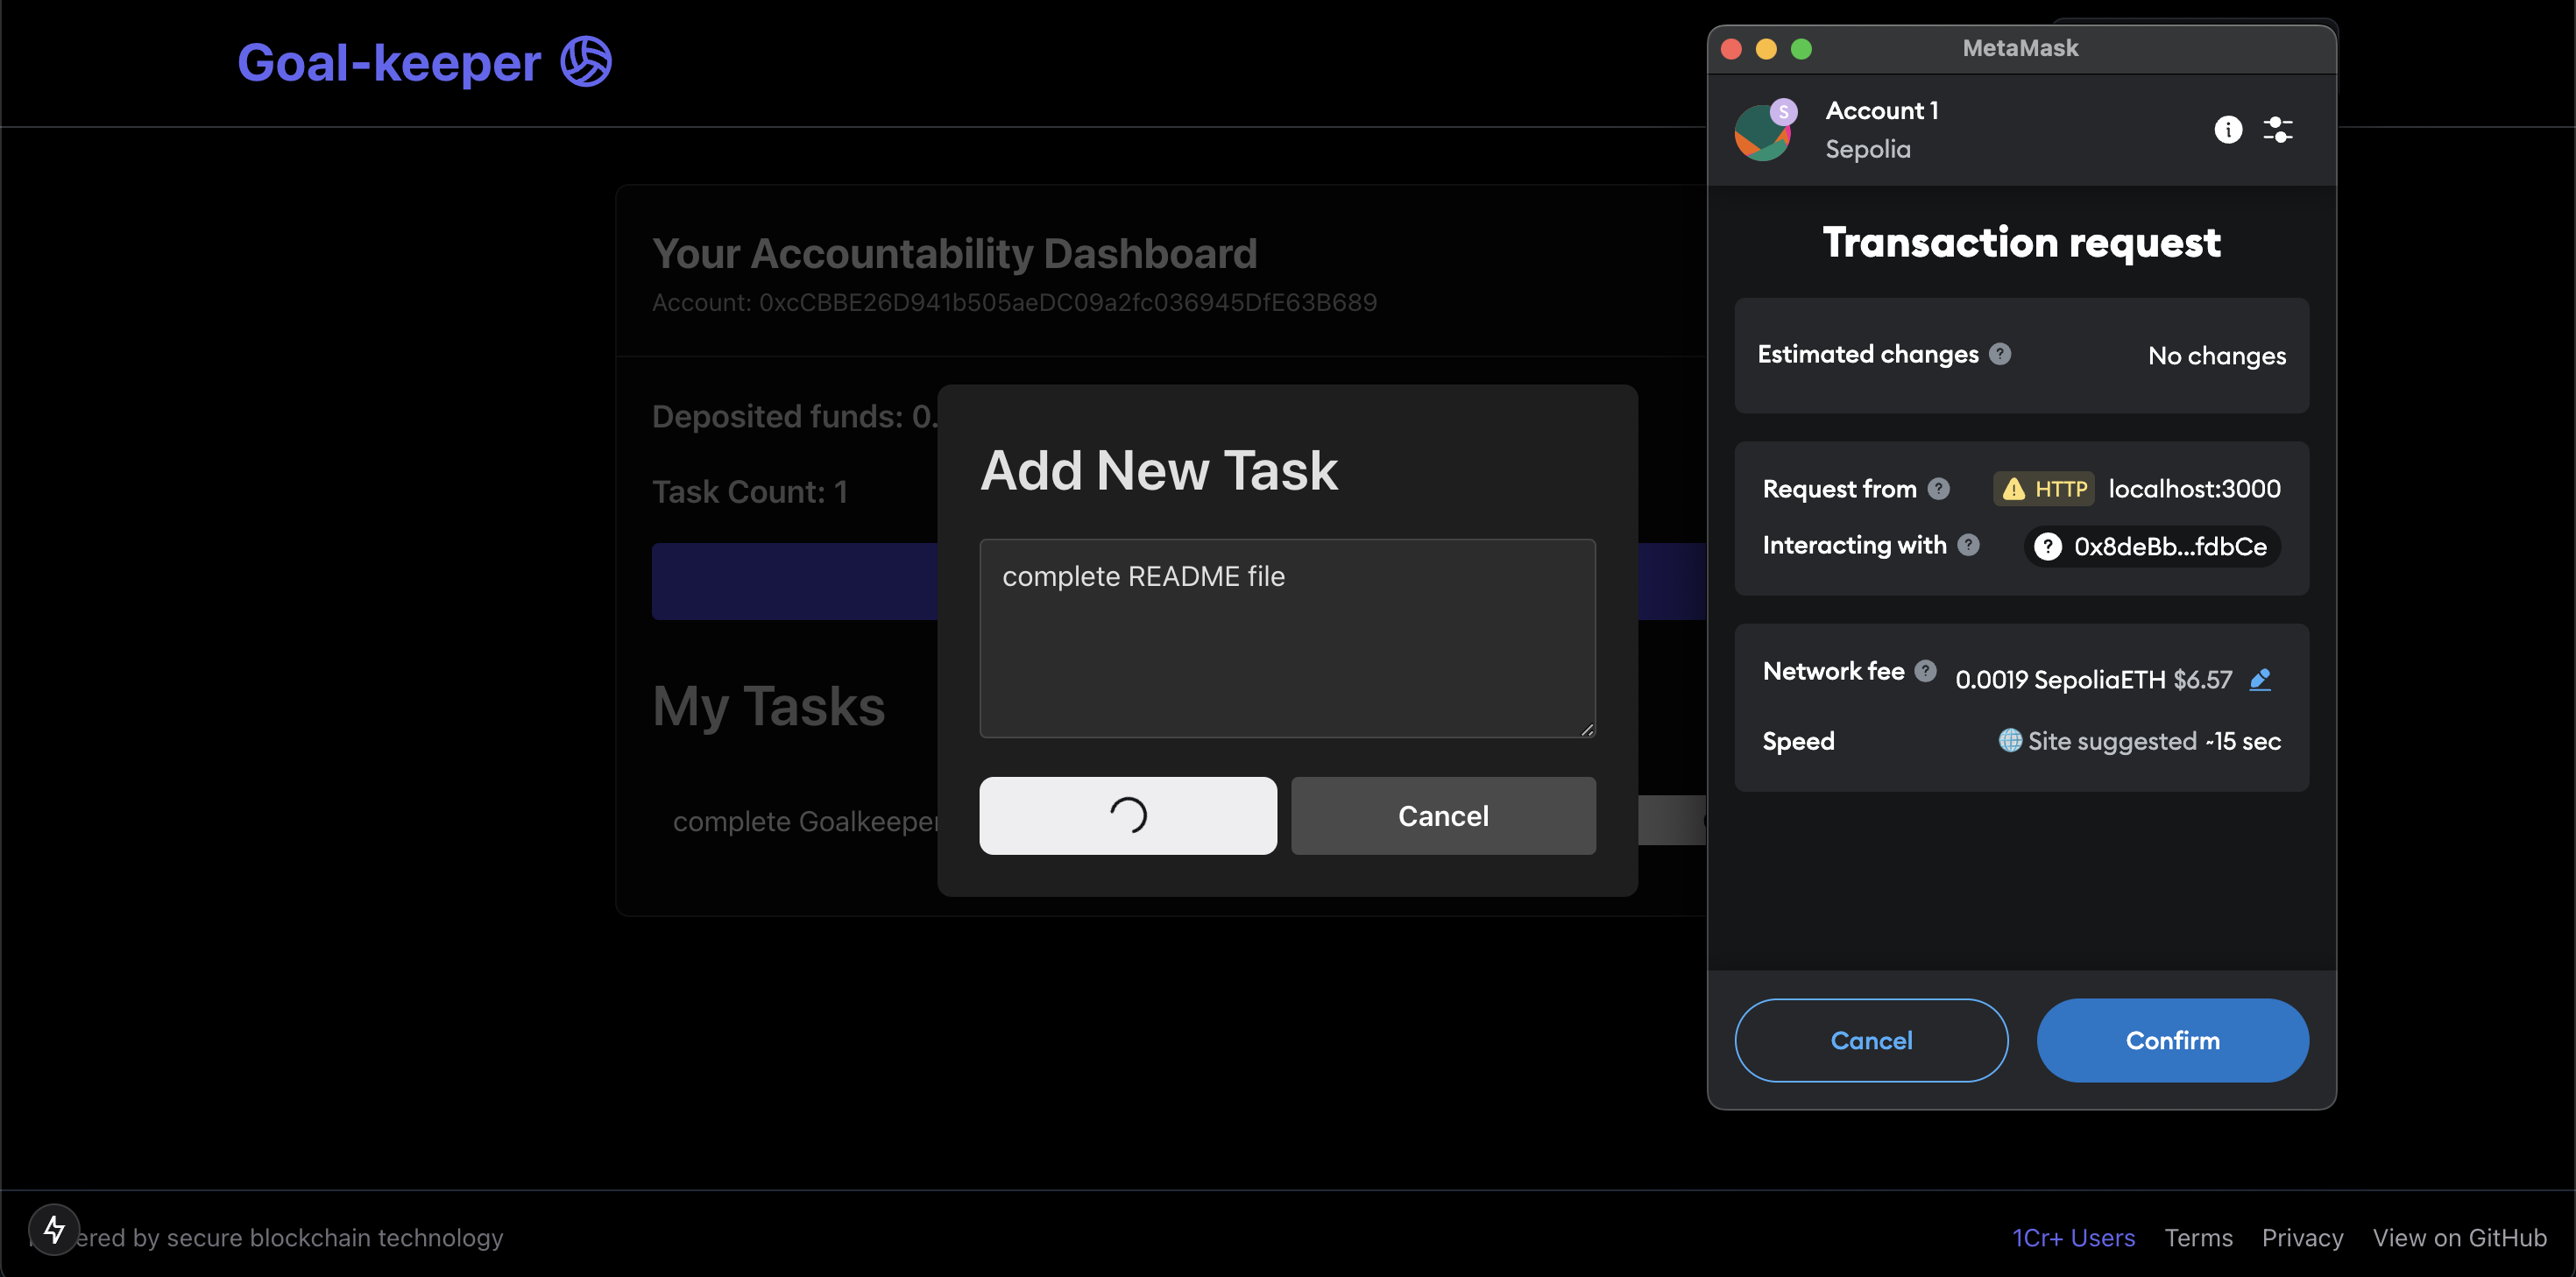 Goal-keeper
Your Accountability Dashboard
Account: 0xcCBBE26D941b505aeDC09a2fc036945DfE63B689
Deposited funds: 0.
Task Count: 1
My Tasks
complete Goalkeeper
Add New Task
complete README file
Cancel
MetaMask
S
Account 1
Sepolia
Transaction request
Estimated changes ? No changes
Request from ? HTTP localhost:3000
Interacting with ? ? 0x8deBb...fdbCe
Network fee ? 0.0019 SepoliaETH $6.57
Speed Site suggested ~15 sec
Cancel Confirm
ered by secure blockchain technology
1Cr+ Users Terms Privacy View on GitHub